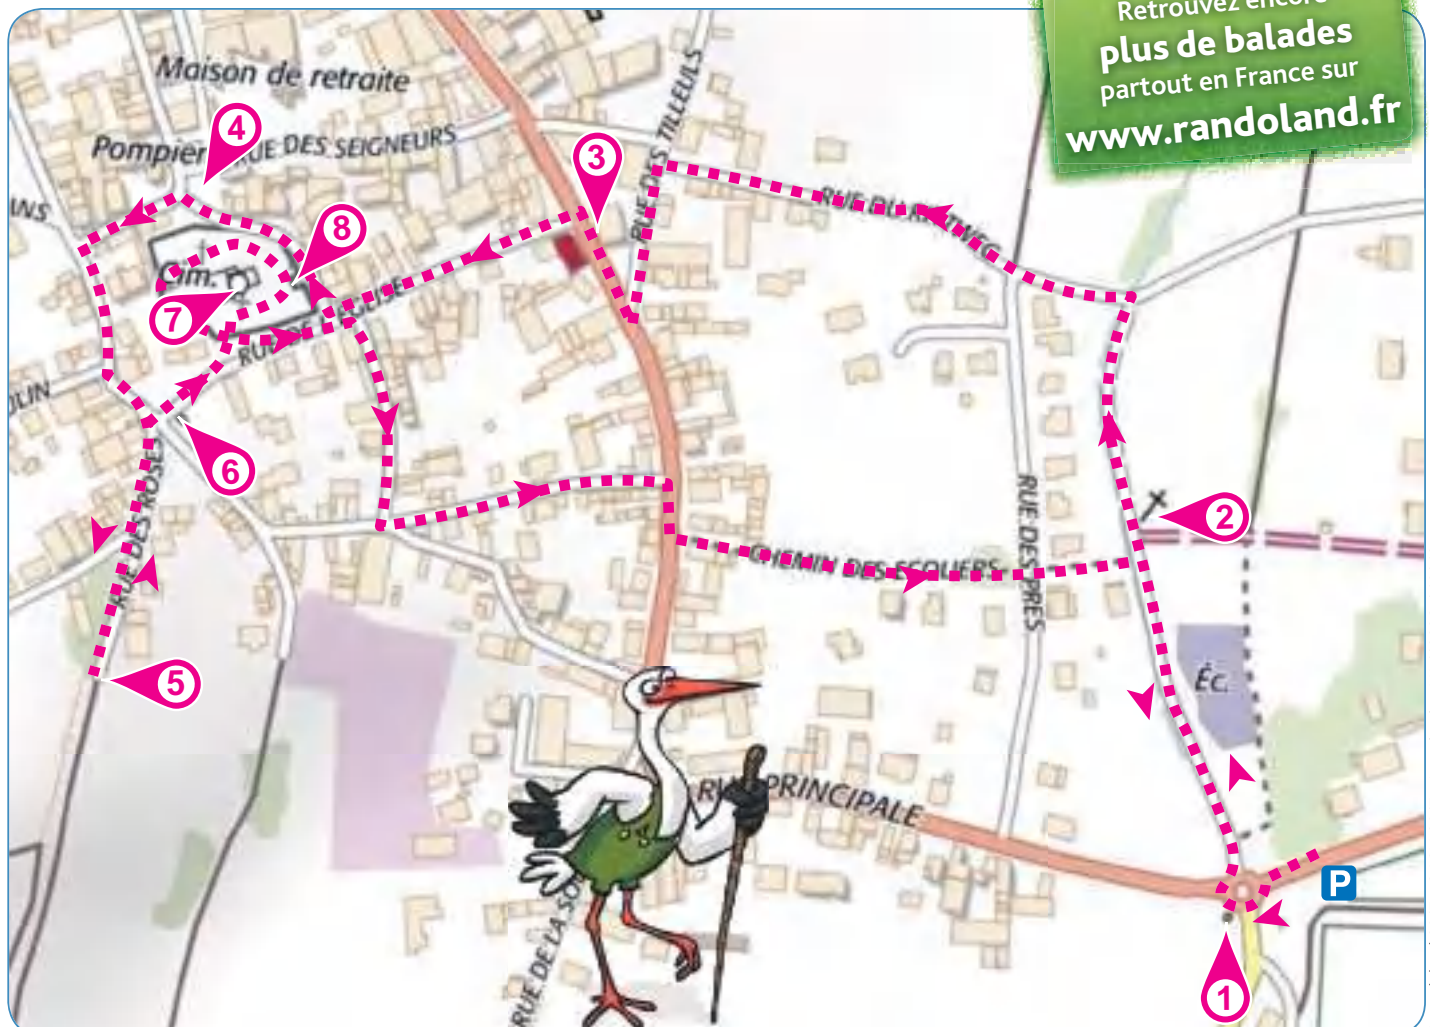 Retrouvez encore
plus de balades
partout en France sur
www.randoland.fr
Maison de retraite
Pompier
RUE DES SEIGNEURS
RUE DES TILLEULS
4
3
8
7
Cim.
6
5
2
1
RUE DES ROSES
CHEMIN DES ECOLIERS
RUE DES PRÈS
Éc.
PRINCIPALE
P
RUE DE LA